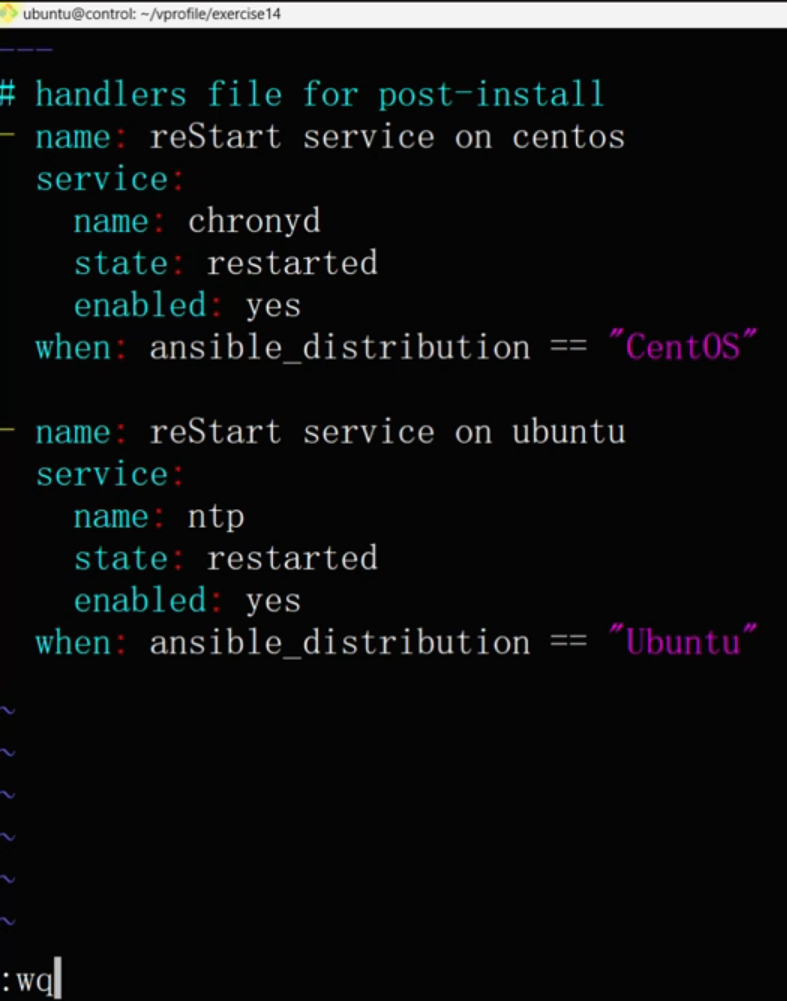 ubuntu@control: ~/vprofile/exercise14
---
# handlers file for post-install
- name: reStart service on centos
  service:
    name: chronyd
    state: restarted
    enabled: yes
  when: ansible_distribution == "CentOS"

- name: reStart service on ubuntu
  service:
    name: ntp
    state: restarted
    enabled: yes
  when: ansible_distribution == "Ubuntu"
~
~
~
~
~
~
:wq